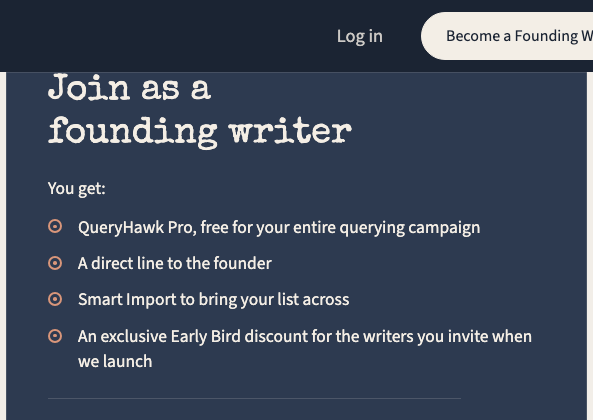 Log in
Become a Founding W
Join as a
founding writer
You get:
QueryHawk Pro, free for your entire querying campaign
A direct line to the founder
Smart Import to bring your list across
An exclusive Early Bird discount for the writers you invite when
we launch